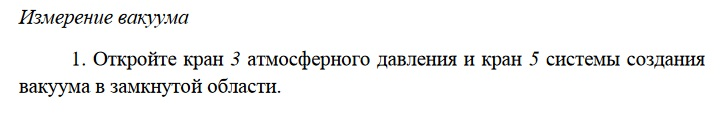 Измерение вакуума
1. Откройте кран 3 атмосферного давления и кран 5 системы создания
вакуума в замкнутой области.